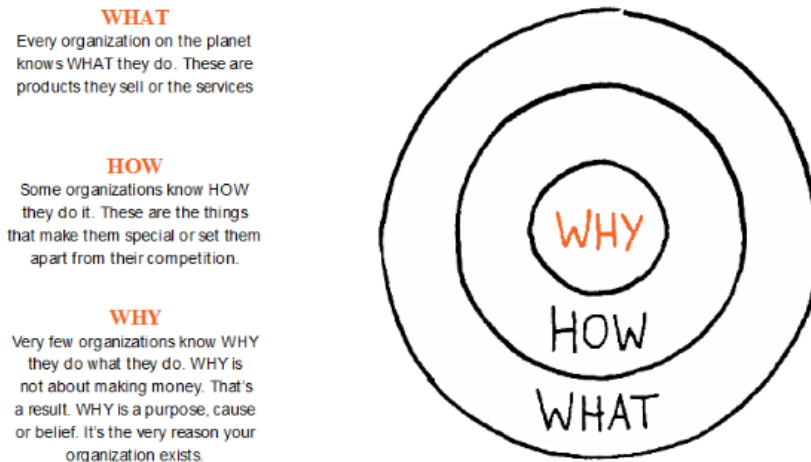 WHAT
Every organization on the planet
knows WHAT they do. These are
products they sell or the services
HOW
Some organizations know HOW
they do it. These are the things
that make them special or set them
apart from their competition.
WHY
Very few organizations know WHY
they do what they do. WHY is
not about making money. That's
a result. WHY is a purpose, cause
or belief. It's the very reason your
organization exists.
WHY
HOW
WHAT